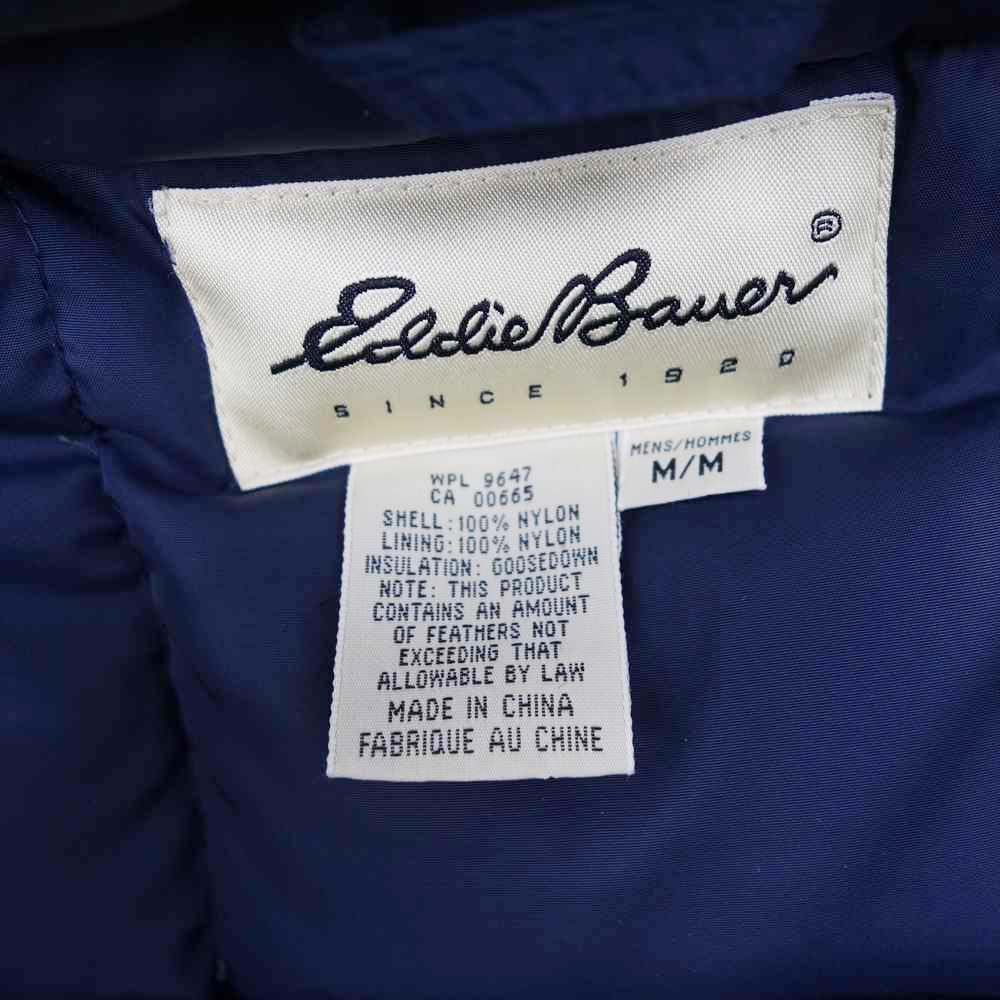 Eddie Bauer ®
SINCE 1920
MENS/HOMMES
M/M
WPL 9647
CA 00665
SHELL: 100% NYLON
LINING: 100% NYLON
INSULATION: GOOSEDOWN
NOTE: THIS PRODUCT
CONTAINS AN AMOUNT
OF FEATHERS NOT
EXCEEDING THAT
ALLOWABLE BY LAW
MADE IN CHINA
FABRIQUE AU CHINE